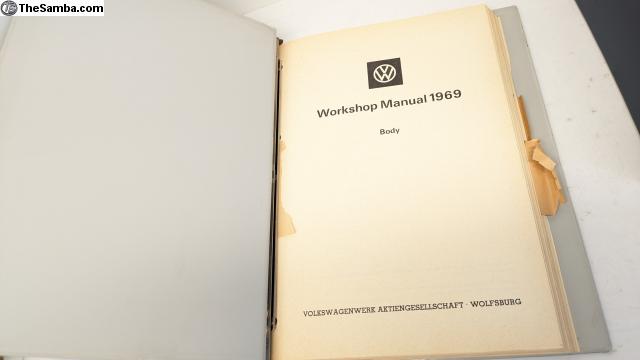 TheSamba.com
Workshop Manual 1969
Body
VOLKSWAGENWERK AKTIENGESELLSCHAFT · WOLFSBURG